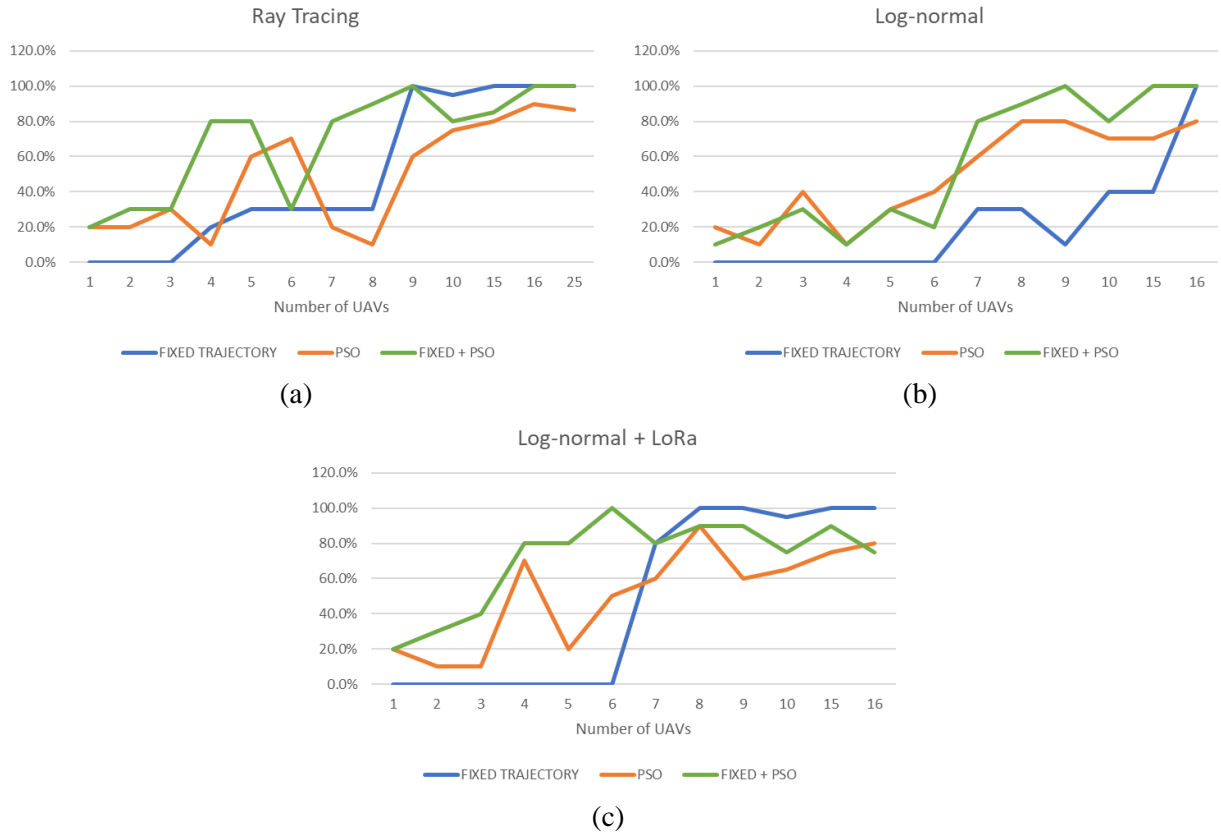 Ray Tracing
120.0%
100.0%
80.0%
60.0%
40.0%
20.0%
0.0%
1 2 3 4 5 6 7 8 9 10 15 16 25
Number of UAVs
FIXED TRAJECTORY PSO FIXED + PSO
(a)
Log-normal
120.0%
100.0%
80.0%
60.0%
40.0%
20.0%
0.0%
1 2 3 4 5 6 7 8 9 10 15 16
Number of UAVs
FIXED TRAJECTORY PSO FIXED + PSO
(b)
Log-normal + LoRa
120.0%
100.0%
80.0%
60.0%
40.0%
20.0%
0.0%
1 2 3 4 5 6 7 8 9 10 15 16
Number of UAVs
FIXED TRAJECTORY PSO FIXED + PSO
(c)